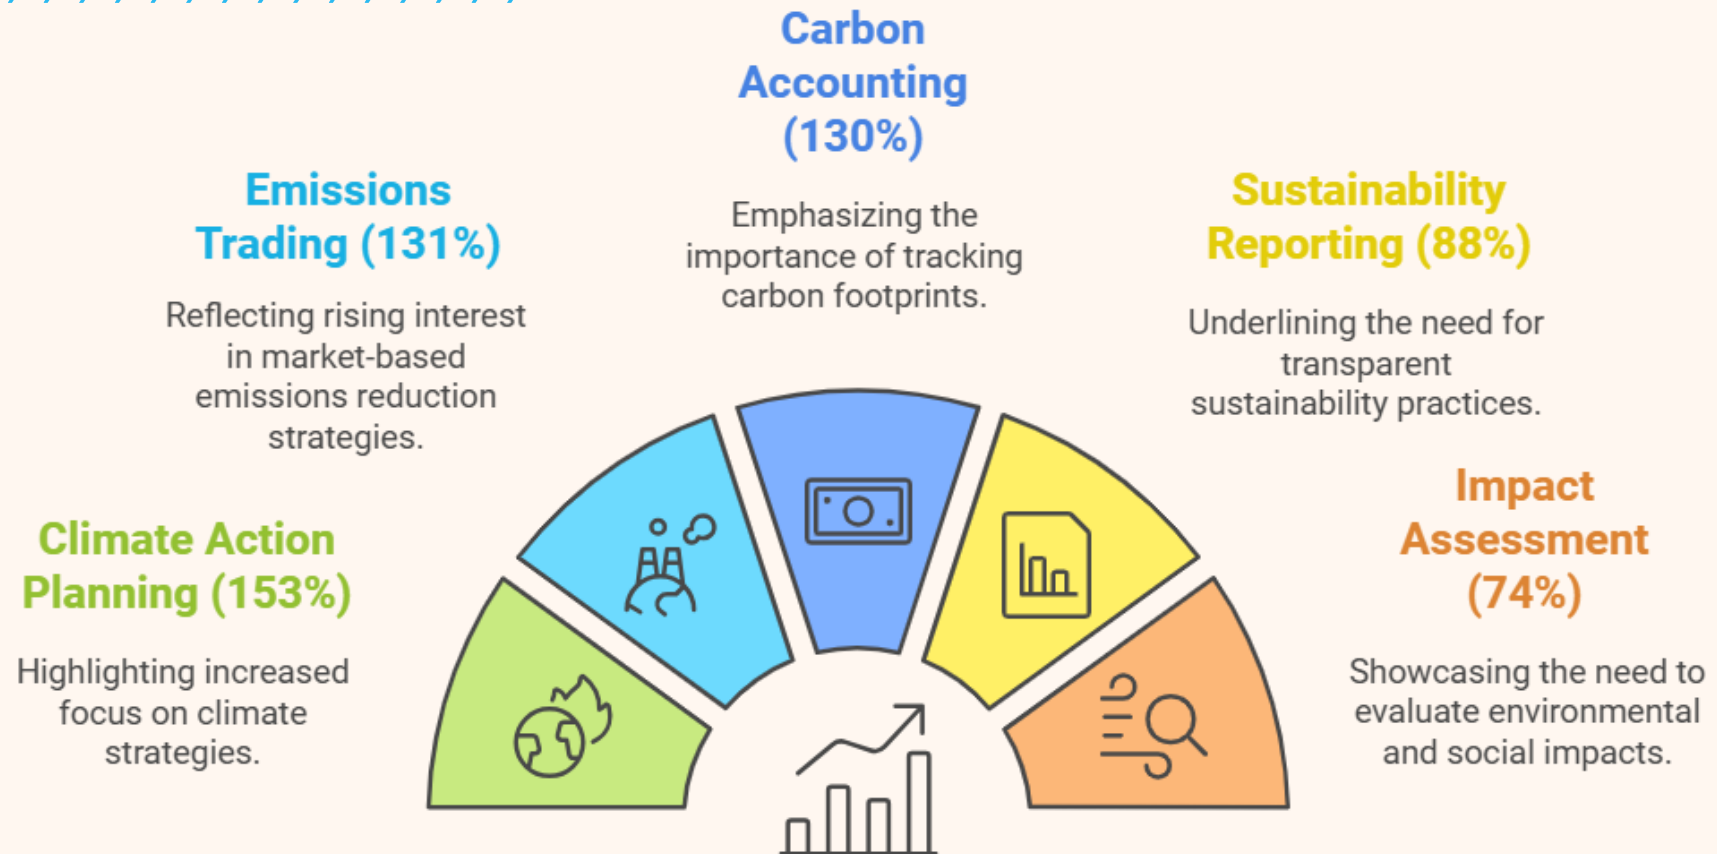 Carbon
Accounting
(130%)
Emphasizing the
importance of tracking
carbon footprints.
Emissions
Trading (131%)
Reflecting rising interest
in market-based
emissions reduction
strategies.
Sustainability
Reporting (88%)
Underlining the need for
transparent
sustainability practices.
Climate Action
Planning (153%)
Highlighting increased
focus on climate
strategies.
Impact
Assessment
(74%)
Showcasing the need to
evaluate environmental
and social impacts.